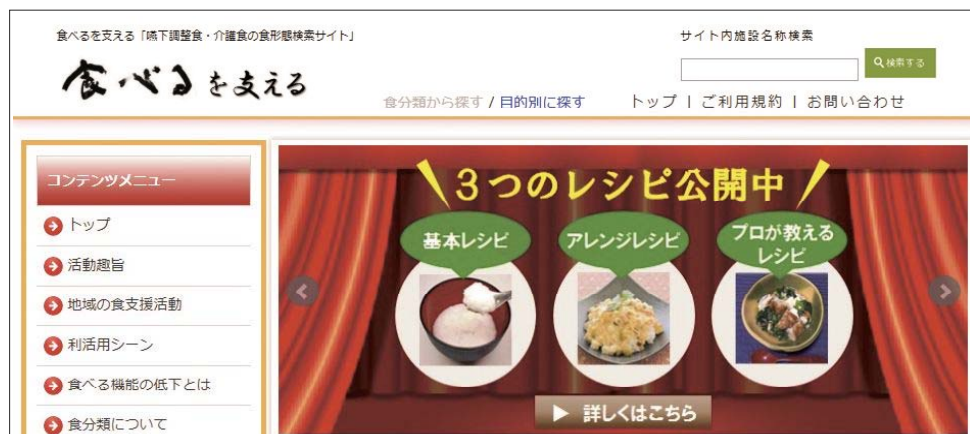 食べるを支える「嚥下調整食・介護食の食形態検索サイト」
サイト内施設名称検索
検索する
食べるを支える
食分類から探す / 目的別に探す
トップ | ご利用規約 | お問い合わせ
コンテンツメニュー
トップ
活動趣旨
地域の食支援活動
利活用シーン
食べる機能の低下とは
食分類について
3つのレシピ公開中
基本レシピ
アレンジレシピ
プロが教える
レシピ
▶ 詳しくはこちら